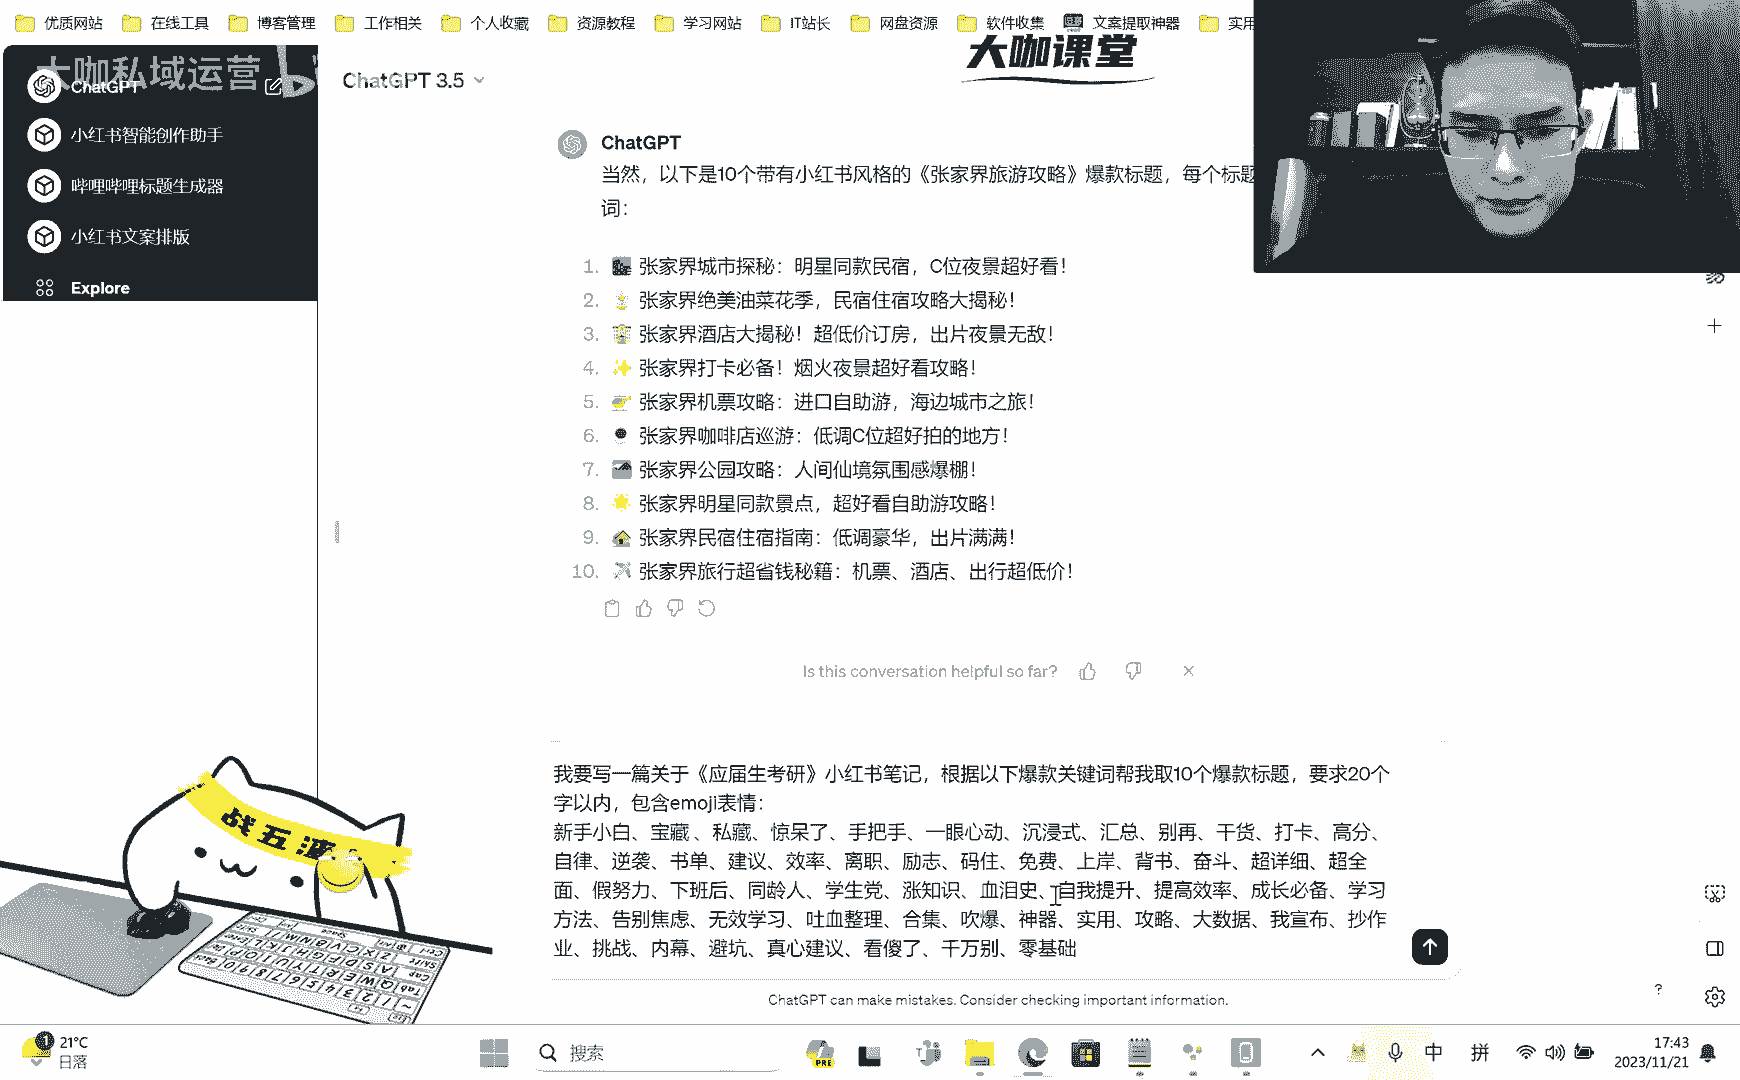 优质网站 在线工具 博客管理 工作相关 个人收藏 资源教程 学习网站 IT站长 网盘资源 软件收集 文案提取神器 实用
大咖私域运营
大咖课堂
ChatGPT
ChatGPT 3.5
小红书智能创作助手
哔哩哔哩标题生成器
小红书文案排版
Explore
ChatGPT
当然，以下是10个带有小红书风格的《张家界旅游攻略》爆款标题，每个标题
词：
1. 张家界城市探秘：明星同款民宿，C位夜景超好看！
2. 张家界绝美油菜花季，民宿住宿攻略大揭秘！
3. 张家界酒店大揭秘！超低价订房，出片夜景无敌！
4. ✨ 张家界打卡必备！烟火夜景超好看攻略！
5. 张家界机票攻略：进口自助游，海边城市之旅！
6. 张家界咖啡店巡游：低调C位超好拍的地方！
7. 张家界公园攻略：人间仙境氛围感爆棚！
8. 张家界明星同款景点，超好看自助游攻略！
9. 张家界民宿住宿指南：低调豪华，出片满满！
10. 张家界旅行超省钱秘籍：机票、酒店、出行超低价！
Is this conversation helpful so far?
我要写一篇关于《应届生考研》小红书笔记，根据以下爆款关键词帮我取10个爆款标题，要求20个
字以内，包含emoji表情：
新手小白、宝藏、私藏、惊呆了、手把手、一眼心动、沉浸式、汇总、别再、干货、打卡、高分、
自律、逆袭、书单、建议、效率、离职、励志、码住、免费、上岸、背书、奋斗、超详细、超全
面、假努力、下班后、同龄人、学生党、涨知识、血泪史、自我提升、提高效率、成长必备、学习
方法、告别焦虑、无效学习、吐血整理、合集、吹爆、神器、实用、攻略、大数据、我宣布、抄作
业、挑战、内幕、避坑、真心建议、看傻了、千万别、零基础
ChatGPT can make mistakes. Consider checking important information.
?
战五渣
1
21°C
日落
搜索
PRE
中
拼
17:43
2023/11/21